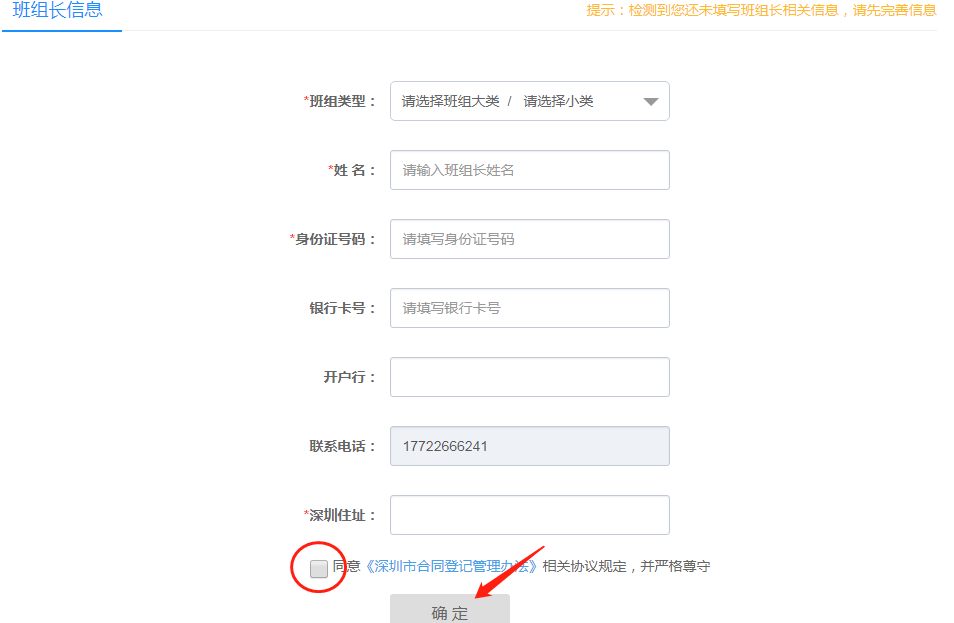 班组长信息
提示：检测到您还未填写班组长相关信息，请先完善信息
*班组类型： 请选择班组大类 / 请选择小类
*姓 名： 请输入班组长姓名
*身份证号码： 请填写身份证号码
银行卡号： 请填写银行卡号
开户行：
联系电话： 17722666241
*深圳住址：
同意《深圳市合同登记管理办法》相关协议规定，并严格尊守
确 定